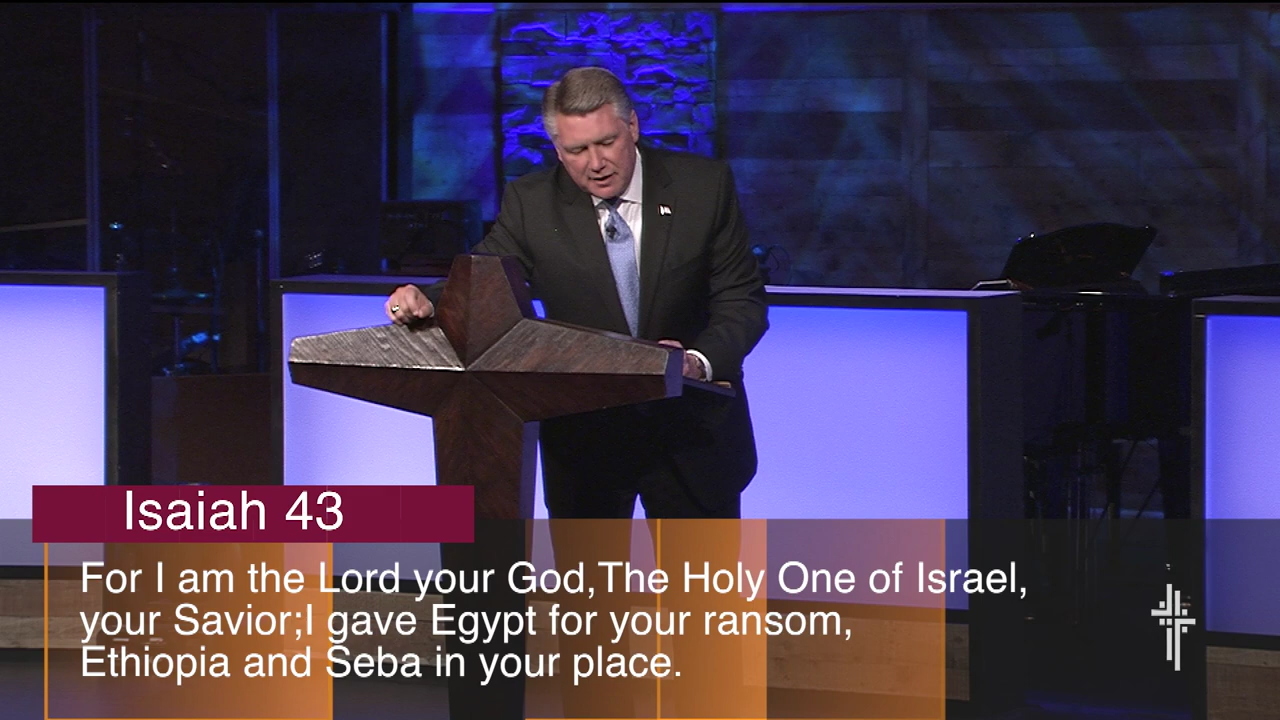 Isaiah 43
For I am the Lord your God,The Holy One of Israel,
your Savior;I gave Egypt for your ransom,
Ethiopia and Seba in your place.